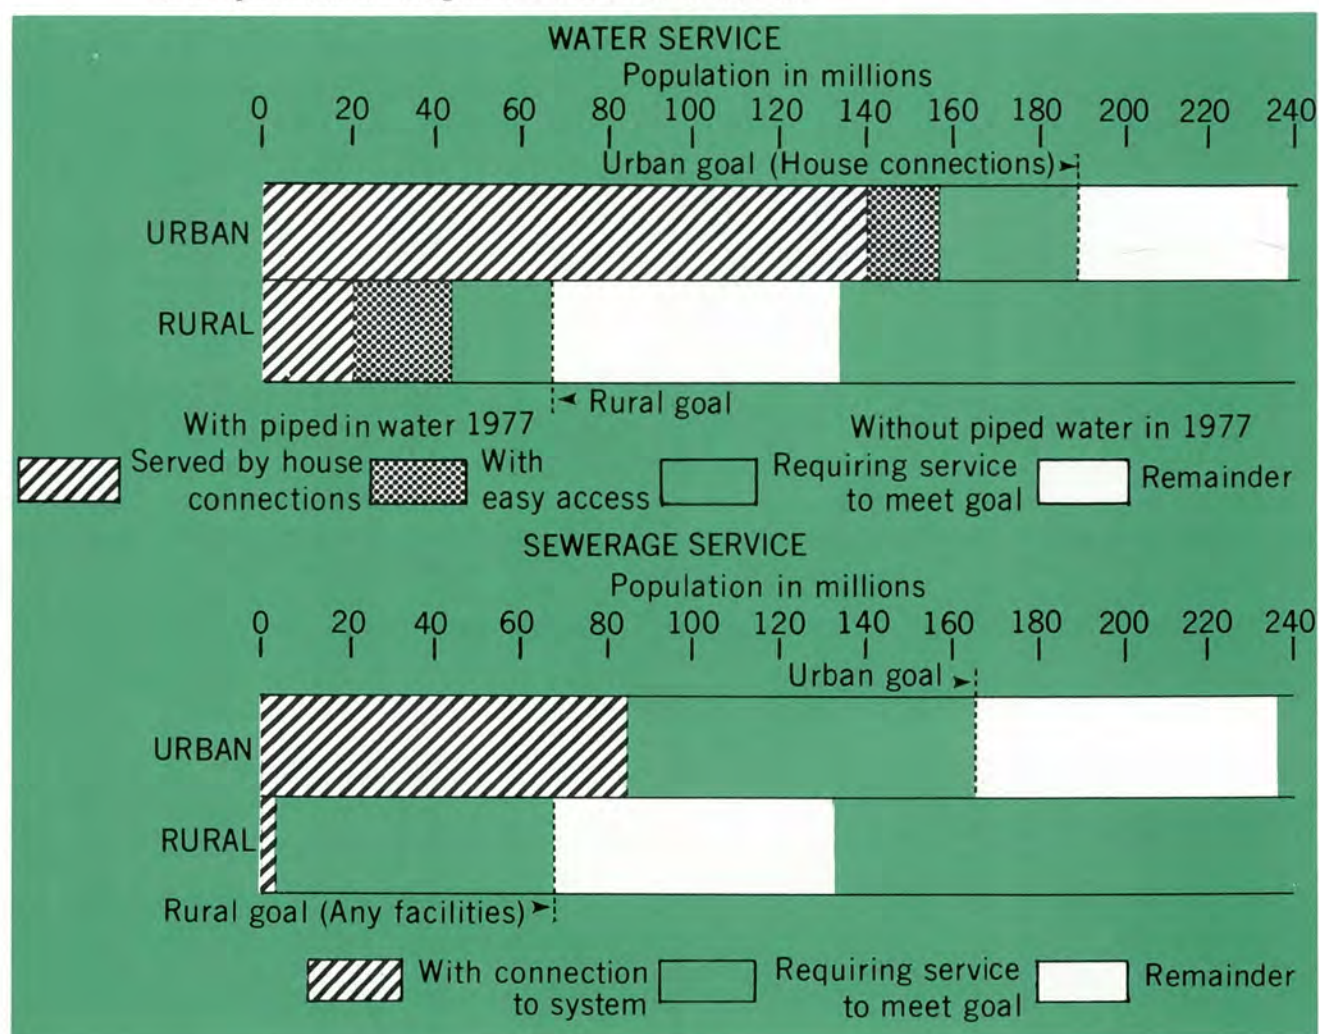 WATER SERVICE
Population in millions
0 20 40 60 80 100 120 140 160 180 200 220 240
Urban goal (House connections)
URBAN
RURAL
Rural goal
With piped in water 1977
Without piped water in 1977
Served by house connections
With easy access
Requiring service to meet goal
Remainder
SEWERAGE SERVICE
Population in millions
0 20 40 60 80 100 120 140 160 180 200 220 240
Urban goal
URBAN
RURAL
Rural goal (Any facilities)
With connection to system
Requiring service to meet goal
Remainder